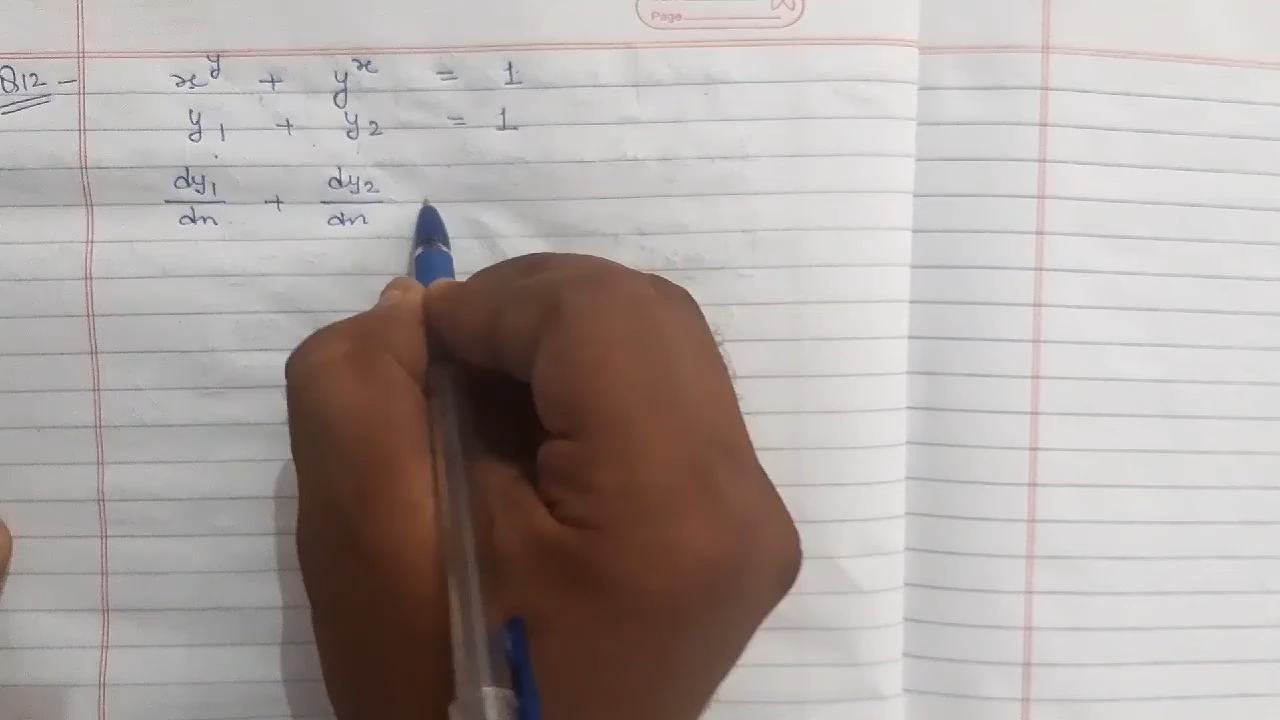 Page
Q12 - x^y + y^x = 1
y₁ + y₂ = 1
dy₁/dx + dy₂/dx